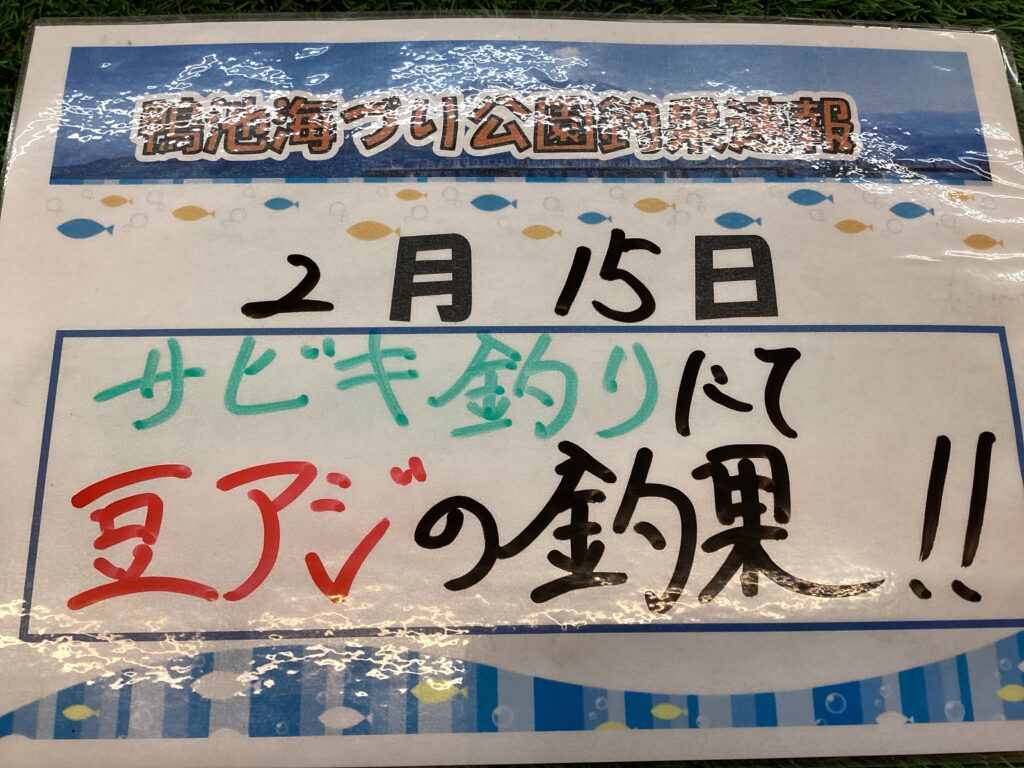 鴨池海づり公園釣果速報
2月15日
サビキ釣りにて
豆アジの釣果!!